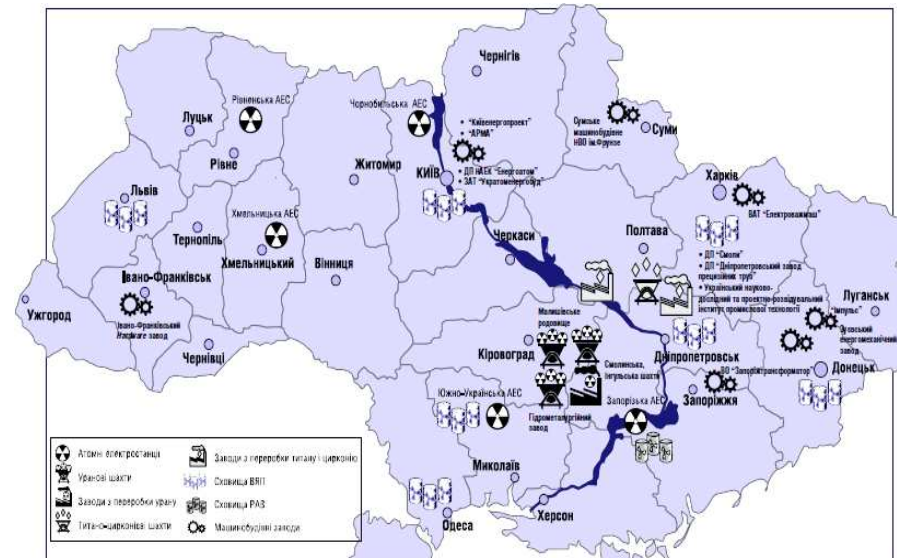 Чернігів
Рівненська АЕС
Чорнобильська АЕС
Луцьк
Рівне
Житомир
• "Київенергопроект"
• "АРМА"
КИЇВ
• ДП НАЕК "Енергоатом"
• ЗАТ "Укратоменергобуд"
Сумське
машинобудівне
НВО ім.Фрунзе
Суми
Харків
ВАТ "Електроважмаш"
Львів
Тернопіль
Хмельницька АЕС
Хмельницький
Вінниця
Черкаси
Полтава
• ДП "Смоли"
• ДП "Дніпропетровський завод
прецизійних труб"
• Український науково-
дослідний та проектно-розвідувальний
інститут промислової технології
Івано-Франківськ
Івано-Франківський
завод
Ужгород
Чернівці
Луганськ
"Імпульс"
енергомеханічний
завод
Донецьк
Кіровоград
родовище
Смолинська,
Інгульська шахти
Гідрометалургійний
завод
Дніпропетровськ
ВО "Запоріжтрансформатор"
Запоріжжя
Запорізька АЕС
Южно-Українська АЕС
Миколаїв
Одеса
Херсон
Атомні електростанції
Уранові шахти
Заводи з переробки урану
Титано-цирконієві шахти
Заводи з переробки титану і цирконію
Сховища ВЯП
Сховища РАВ
Машинобудівні заводи